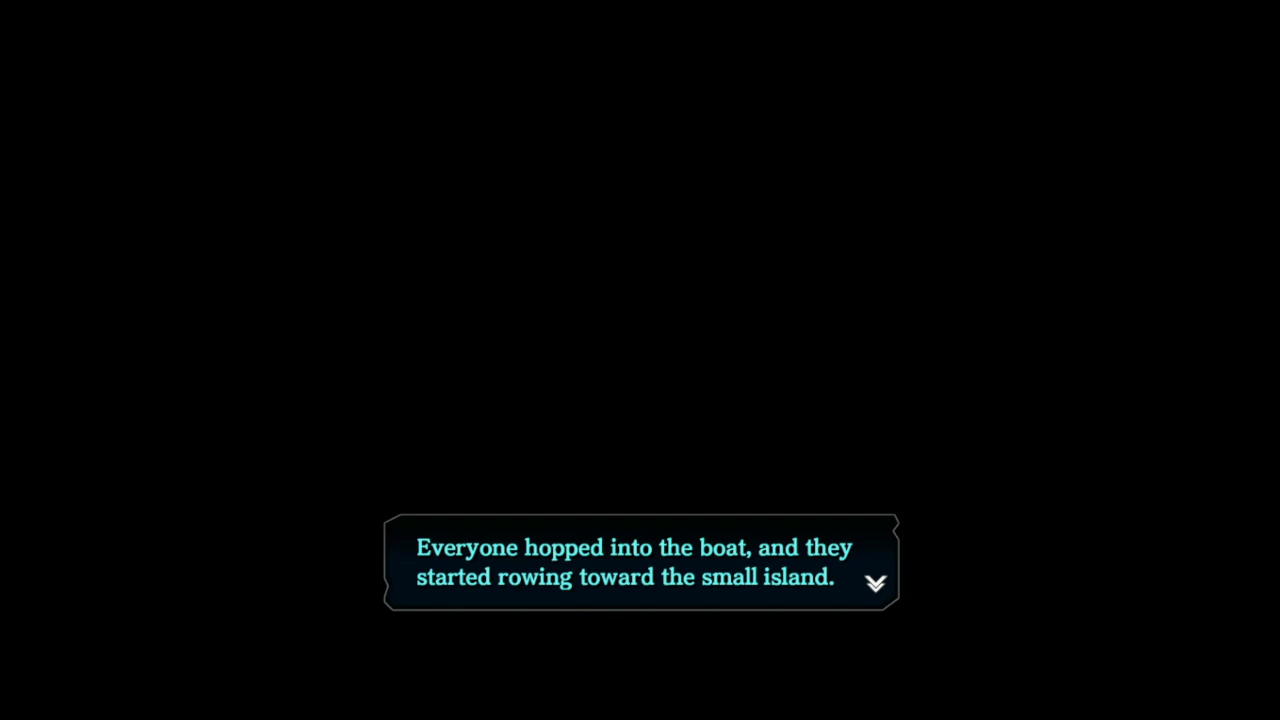 Everyone hopped into the boat, and they
started rowing toward the small island.